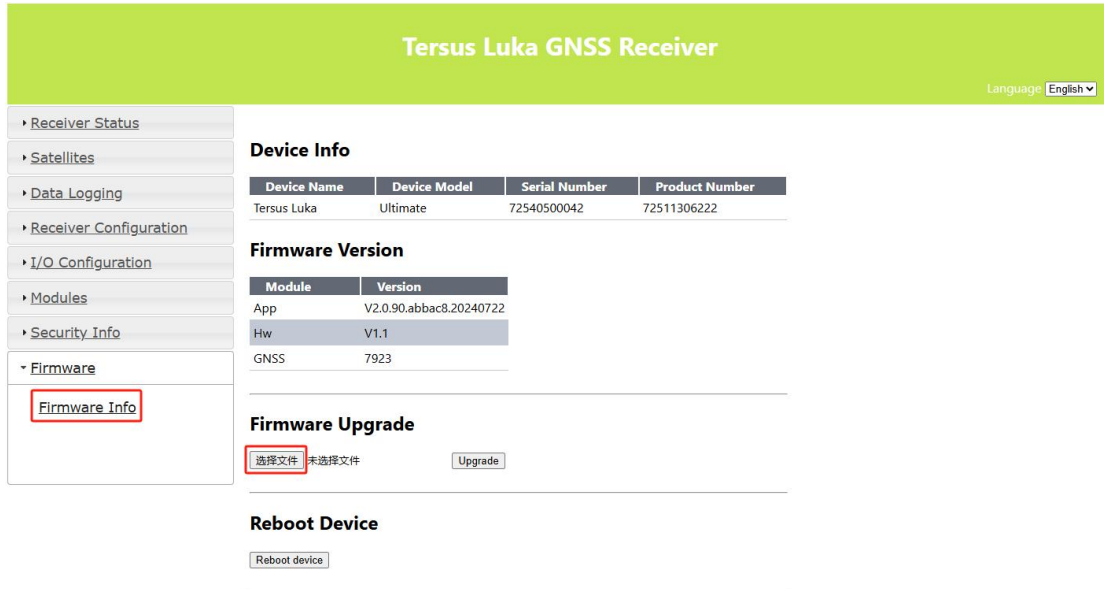 Tersus Luka GNSS Receiver
Language English
Receiver Status
Satellites
Data Logging
Receiver Configuration
I/O Configuration
Modules
Security Info
Firmware
Firmware Info
Device Info
Device Name Device Model Serial Number Product Number
Tersus Luka Ultimate 72540500042 72511306222
Firmware Version
Module Version
App V2.0.90.abbac8.20240722
Hw V1.1
GNSS 7923
Firmware Upgrade
选择文件 未选择文件 Upgrade
Reboot Device
Reboot device